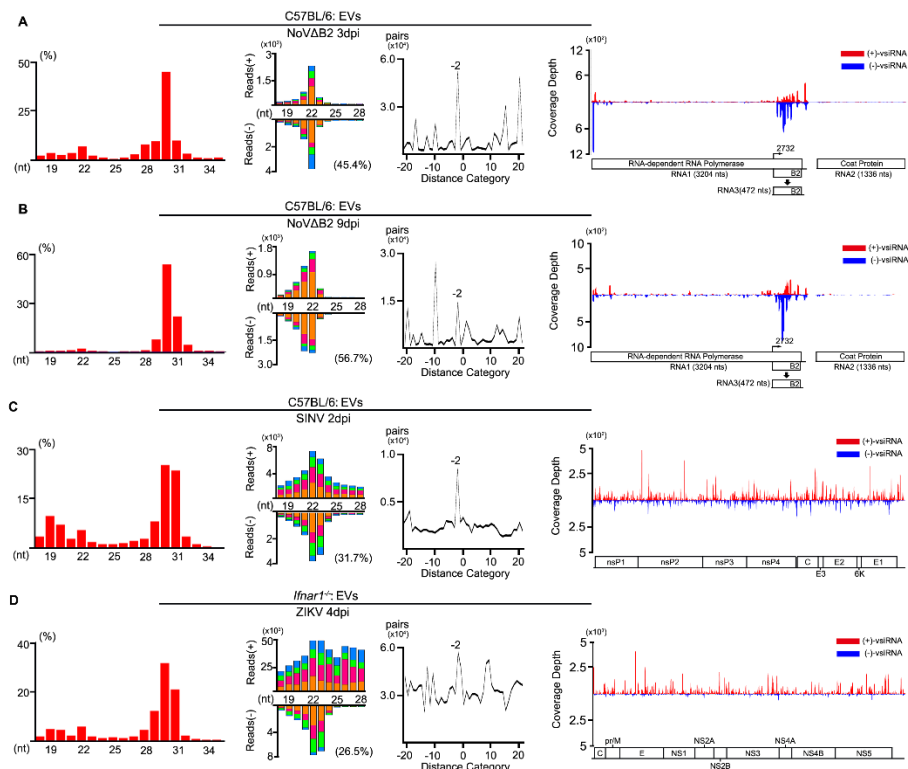 A
C57BL/6: EVs
NoVΔB2 3dpi
(%)
50
25
(nt)
19 22 25 28 31 34
(x10³)
Reads(+)
3
1.5
(nt) 19 22 25 28
Reads(-)
2
4
(45.4%)
pairs
(x10⁴)
6.0
3.0
-2
-20 -10 0 10 20
Distance Category
(x10²)
Coverage Depth
12
6
6
12
(+)-vsiRNA
(-)-vsiRNA
2732
RNA-dependent RNA Polymerase
Coat Protein
RNA1 (3204 nts)
B2
RNA2 (1336 nts)
RNA3(472 nts)
B2
B
C57BL/6: EVs
NoVΔB2 9dpi
(%)
60
30
(nt)
19 22 25 28 31 34
(x10³)
Reads(+)
1.8
0.9
(nt) 19 22 25 28
Reads(-)
1.5
3.0
(56.7%)
pairs
(x10⁴)
3.0
1.5
-2
-20 -10 0 10 20
Distance Category
(x10²)
Coverage Depth
10
5
5
10
(+)-vsiRNA
(-)-vsiRNA
2732
RNA-dependent RNA Polymerase
Coat Protein
RNA1 (3204 nts)
B2
RNA2 (1336 nts)
RNA3(472 nts)
B2
C
C57BL/6: EVs
SINV 2dpi
(%)
30
15
(nt)
19 22 25 28 31 34
(x10³)
Reads(+)
8
4
(nt) 19 22 25 28
Reads(-)
2
4
(31.7%)
pairs
(x10⁴)
1.0
0.5
-2
-20 -10 0 10 20
Distance Category
(x10²)
Coverage Depth
5
2.5
2.5
5
(+)-vsiRNA
(-)-vsiRNA
nsP1 nsP2 nsP3 nsP4 C E2 E1
E3 6K
D
Ifnar1⁻/⁻: EVs
ZIKV 4dpi
(%)
40
20
(nt)
19 22 25 28 31 34
(x10³)
Reads(+)
50
25
(nt) 19 22 25 28
Reads(-)
4
8
(26.5%)
pairs
(x10⁴)
6.0
3.0
-2
-20 -10 0 10 20
Distance Category
(x10³)
Coverage Depth
5
2.5
2.5
5
(+)-vsiRNA
(-)-vsiRNA
pr/M NS2A NS4A
C E NS1 NS3 NS4B NS5
NS2B